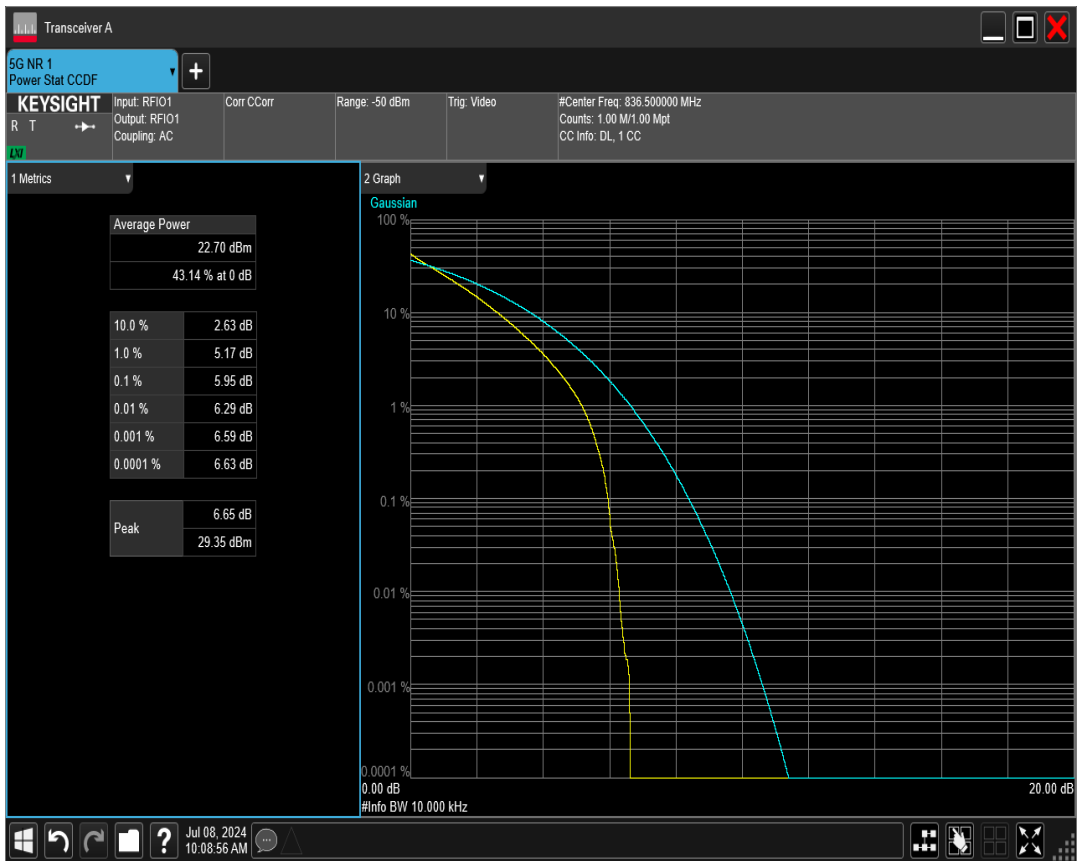 Transceiver A
5G NR 1
Power Stat CCDF
+
KEYSIGHT
R T
LXI
Input: RFIO1
Output: RFIO1
Coupling: AC
Corr CCorr
Range: -50 dBm
Trig: Video
#Center Freq: 836.500000 MHz
Counts: 1.00 M/1.00 Mpt
CC Info: DL, 1 CC
1 Metrics
Average Power
22.70 dBm
43.14 % at 0 dB
10.0 % 2.63 dB
1.0 % 5.17 dB
0.1 % 5.95 dB
0.01 % 6.29 dB
0.001 % 6.59 dB
0.0001 % 6.63 dB
Peak 6.65 dB
29.35 dBm
2 Graph
Gaussian
100 %
10 %
1 %
0.1 %
0.01 %
0.001 %
0.0001 %
0.00 dB 20.00 dB
#Info BW 10.000 kHz
?
Jul 08, 2024
10:08:56 AM